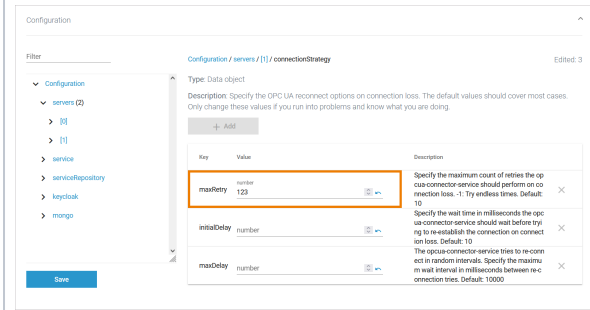 Configuration
Filter
Configuration
servers (2)
[0]
[1]
service
serviceRepository
keycloak
mongo
Save
Configuration / servers / [1] / connectionStrategy
Edited: 3
Type: Data object
Description: Specify the OPC UA reconnect options on connection loss. The default values should cover most cases.
Only change these values if you run into problems and know what you are doing.
+ Add
Key Value Description
maxRetry
number
123
Specify the maximum count of retries the op
cua-connector-service should perform on co
nnection loss. -1: Try endless times. Default:
10
initialDelay
number
Specify the wait time in milliseconds the opc
ua-connector-service should wait before tryi
ng to re-establish the connection on connect
ion loss. Default: 10
maxDelay
number
The opcua-connector-service tries to re-conn
ect in random intervals. Specify the maximu
m wait interval in milliseconds between re-c
onnection tries. Default: 10000